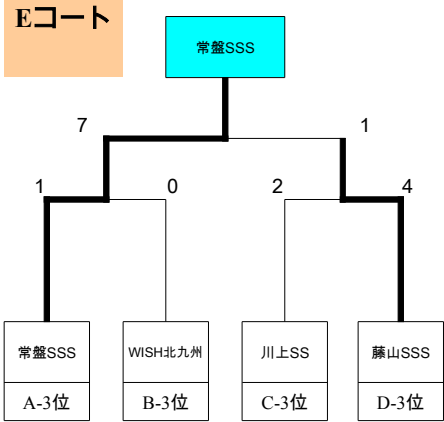 Eコート
常盤SSS
7 1
1 0 2 4
常盤SSS WISH北九州 川上SS 藤山SSS
A-3位 B-3位 C-3位 D-3位